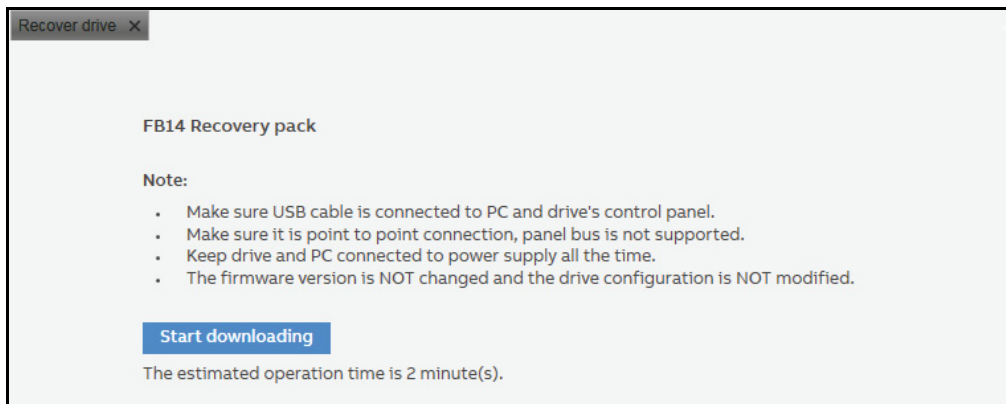 Recover drive ×
FB14 Recovery pack
Note:
• Make sure USB cable is connected to PC and drive's control panel.
• Make sure it is point to point connection, panel bus is not supported.
• Keep drive and PC connected to power supply all the time.
• The firmware version is NOT changed and the drive configuration is NOT modified.
Start downloading
The estimated operation time is 2 minute(s).